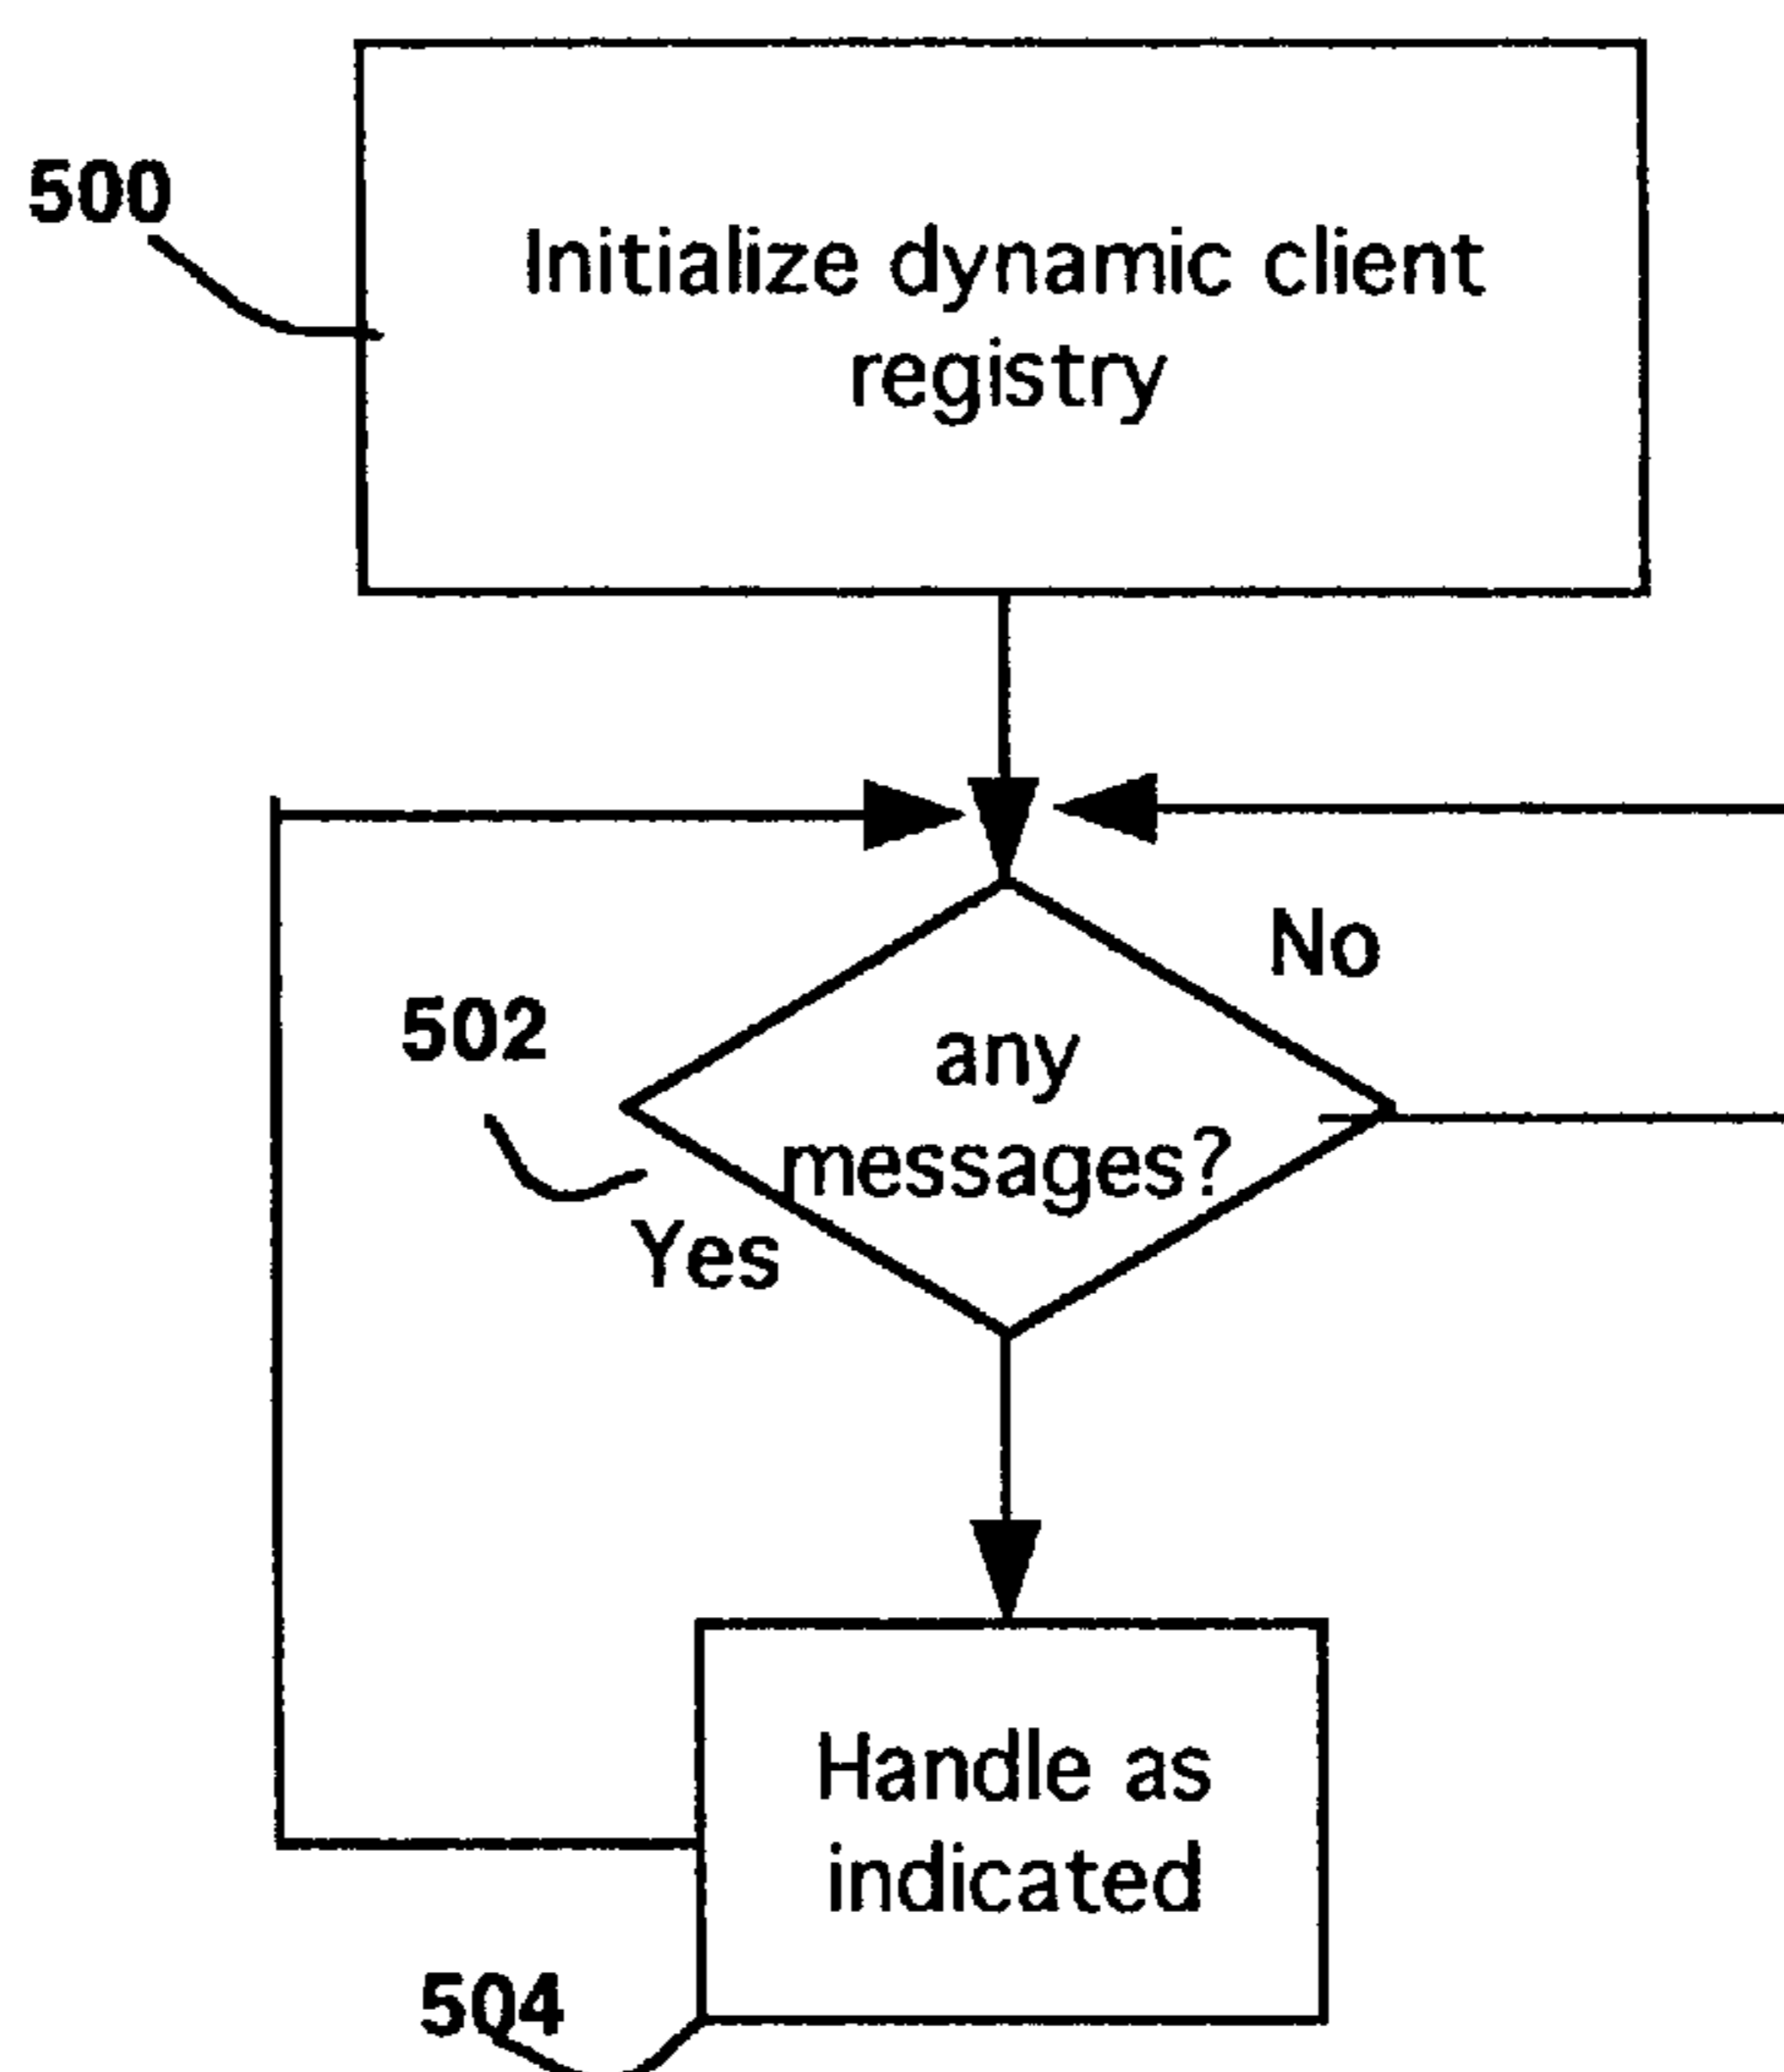 500
Initialize dynamic client
registry
No
502
any
messages?
Yes
Handle as
indicated
504